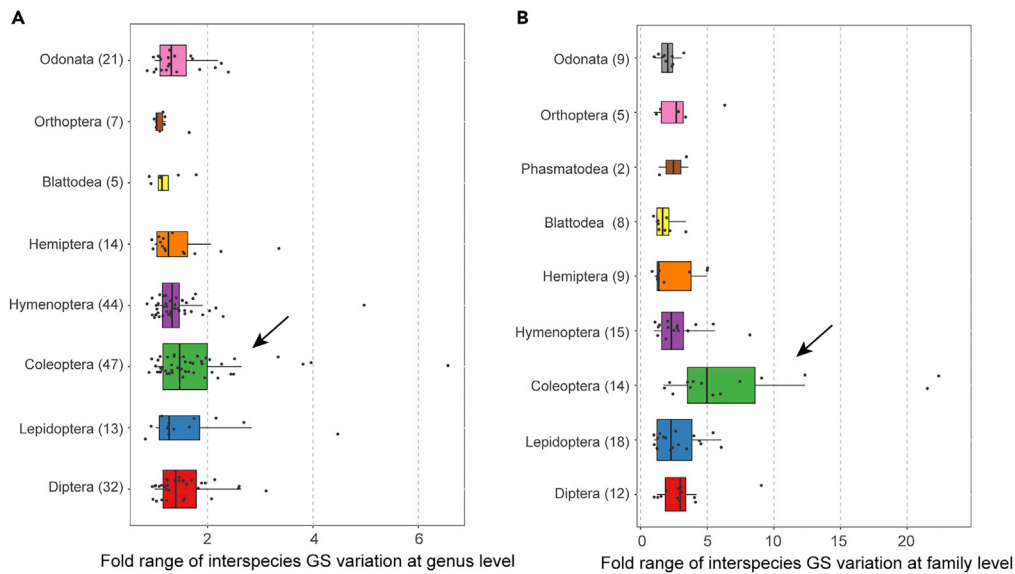 A
Odonata (21)
Orthoptera (7)
Blattodea (5)
Hemiptera (14)
Hymenoptera (44)
Coleoptera (47)
Lepidoptera (13)
Diptera (32)
2 4 6
Fold range of interspecies GS variation at genus level
B
Odonata (9)
Orthoptera (5)
Phasmatodea (2)
Blattodea (8)
Hemiptera (9)
Hymenoptera (15)
Coleoptera (14)
Lepidoptera (18)
Diptera (12)
0 5 10 15 20
Fold range of interspecies GS variation at family level